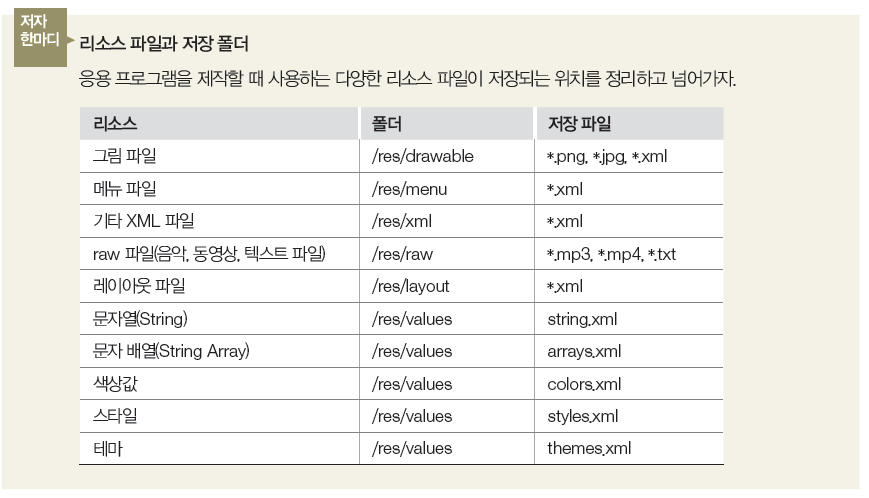 저자
한마디
리소스 파일과 저장 폴더
응용 프로그램을 제작할 때 사용하는 다양한 리소스 파일이 저장되는 위치를 정리하고 넘어가자.
리소스 폴더 저장 파일
그림 파일 /res/drawable *.png, *.jpg, *.xml
메뉴 파일 /res/menu *.xml
기타 XML 파일 /res/xml *.xml
raw 파일(음악, 동영상, 텍스트 파일) /res/raw *.mp3, *.mp4, *.txt
레이아웃 파일 /res/layout *.xml
문자열(String) /res/values string.xml
문자 배열(String Array) /res/values arrays.xml
색상값 /res/values colors.xml
스타일 /res/values styles.xml
테마 /res/values themes.xml